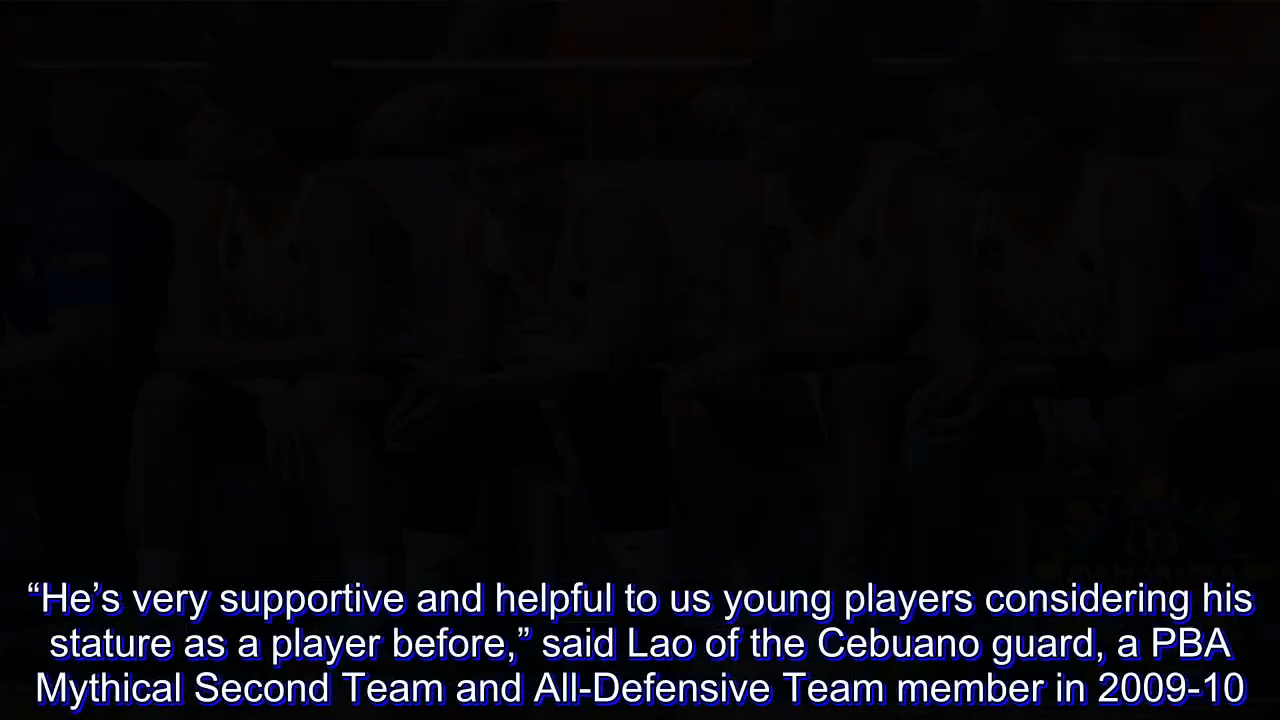 “He’s very supportive and helpful to us young players considering his
stature as a player before,” said Lao of the Cebuano guard, a PBA
Mythical Second Team and All-Defensive Team member in 2009-10